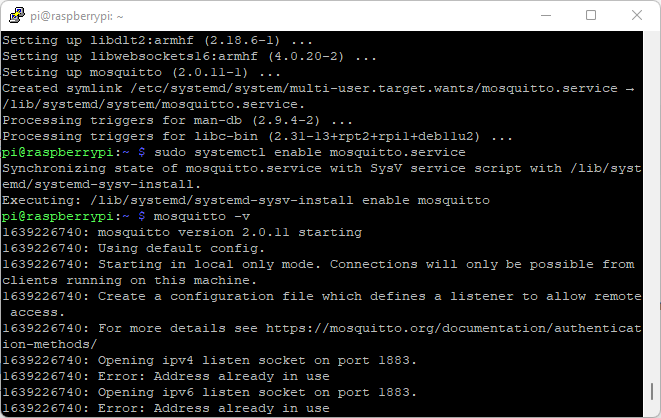 pi@raspberrypi: ~
Setting up libdlt2:armhf (2.18.6-1) ...
Setting up libwebsockets16:armhf (4.0.20-2) ...
Setting up mosquitto (2.0.11-1) ...
Created symlink /etc/systemd/system/multi-user.target.wants/mosquitto.service →
/lib/systemd/system/mosquitto.service.
Processing triggers for man-db (2.9.4-2) ...
Processing triggers for libc-bin (2.31-13+rpt2+rpi1+deb11u2) ...
pi@raspberrypi:~ $ sudo systemctl enable mosquitto.service
Synchronizing state of mosquitto.service with SysV service script with /lib/syst
emd/systemd-sysv-install.
Executing: /lib/systemd/systemd-sysv-install enable mosquitto
pi@raspberrypi:~ $ mosquitto -v
1639226740: mosquitto version 2.0.11 starting
1639226740: Using default config.
1639226740: Starting in local only mode. Connections will only be possible from
clients running on this machine.
1639226740: Create a configuration file which defines a listener to allow remote
 access.
1639226740: For more details see https://mosquitto.org/documentation/authenticat
ion-methods/
1639226740: Opening ipv4 listen socket on port 1883.
1639226740: Error: Address already in use
1639226740: Opening ipv6 listen socket on port 1883.
1639226740: Error: Address already in use